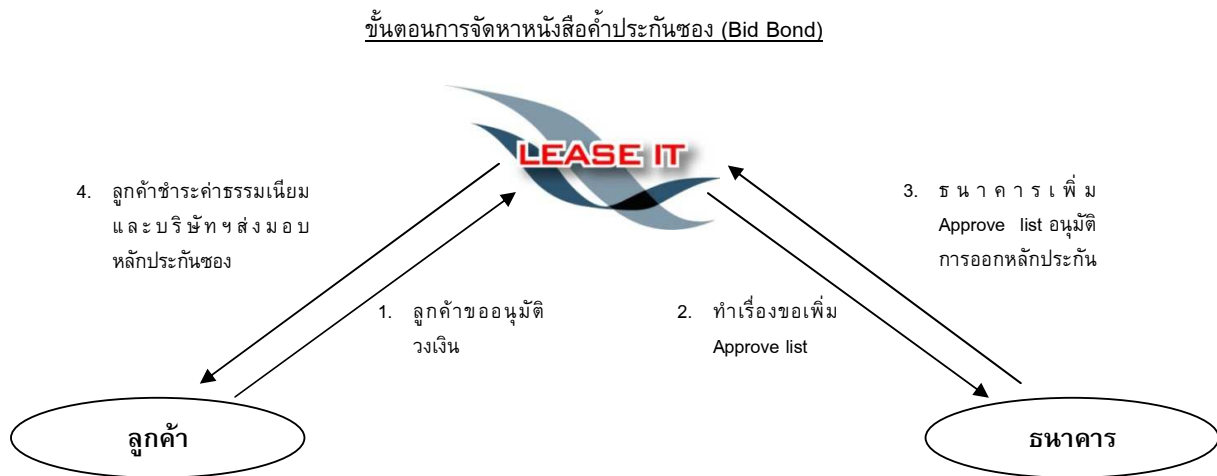 ขั้นตอนการจัดหาหนังสือค้ำประกันซอง (Bid Bond)
LEASE IT
4. ลูกค้าชำระค่าธรรมเนียม
และบริษัทฯส่งมอบ
หลักประกันซอง
3. ธนาคารเพิ่ม
Approve list อนุมัติ
การออกหลักประกัน
1. ลูกค้าขออนุมัติ
วงเงิน
2. ทำเรื่องขอเพิ่ม
Approve list
ลูกค้า
ธนาคาร